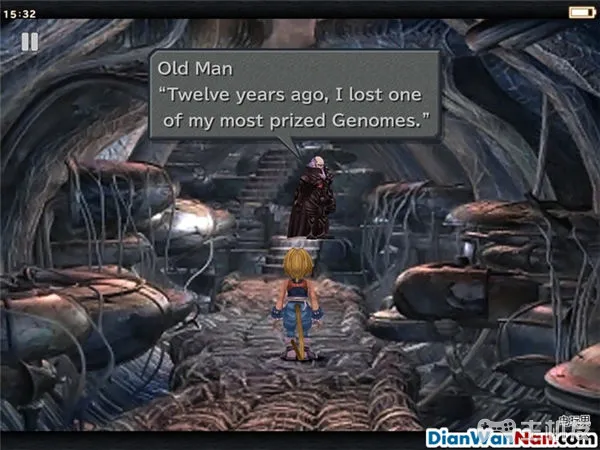 15:32
Old Man
“Twelve years ago, I lost one
of my most prized Genomes.”
DianWanNan.com